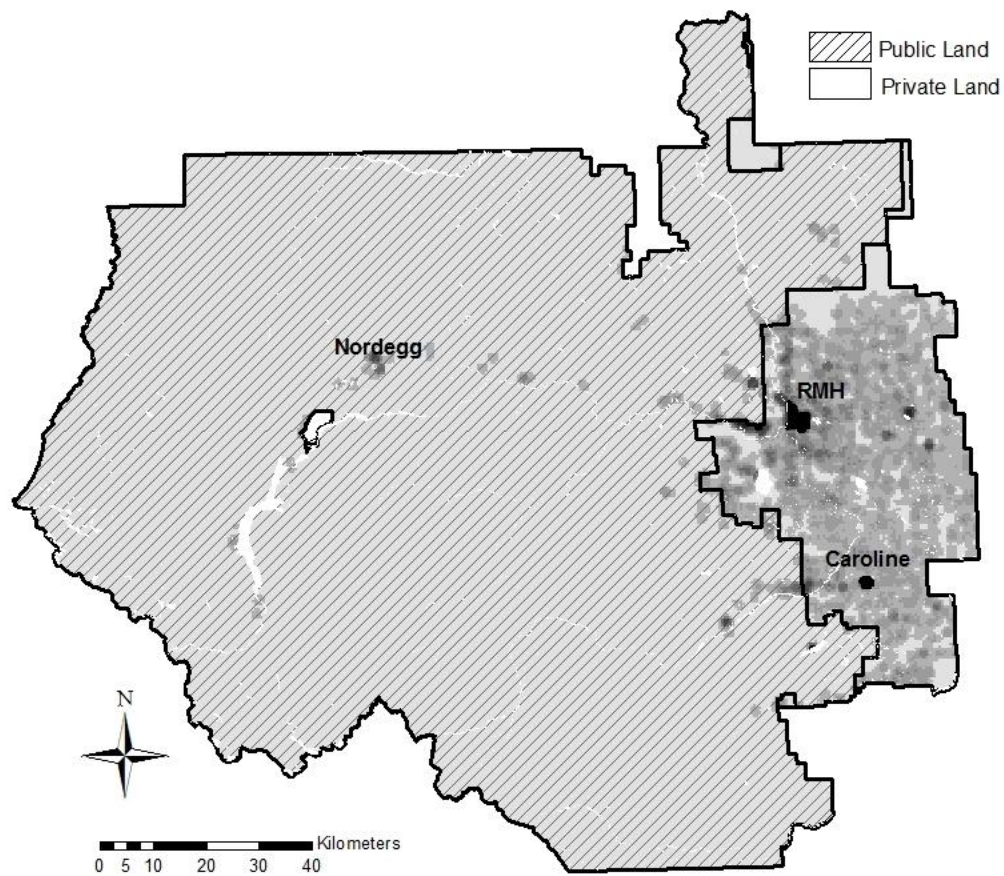 Public Land
Private Land
Nordegg
RMH
Caroline
N
Kilometers
0 5 10 20 30 40